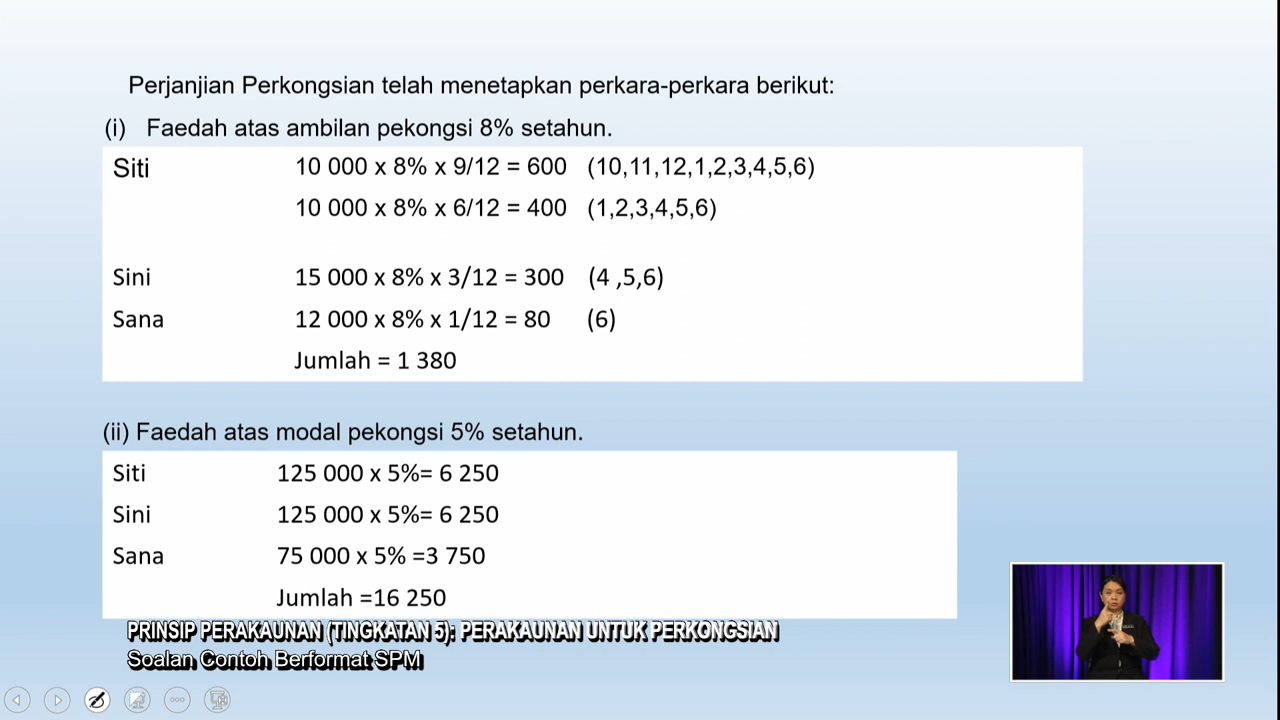 Perjanjian Perkongsian telah menetapkan perkara-perkara berikut:
(i) Faedah atas ambilan pekongsi 8% setahun.
Siti 10 000 x 8% x 9/12 = 600 (10,11,12,1,2,3,4,5,6)
10 000 x 8% x 6/12 = 400 (1,2,3,4,5,6)
Sini 15 000 x 8% x 3/12 = 300 (4 ,5,6)
Sana 12 000 x 8% x 1/12 = 80 (6)
Jumlah = 1 380
(ii) Faedah atas modal pekongsi 5% setahun.
Siti 125 000 x 5%= 6 250
Sini 125 000 x 5%= 6 250
Sana 75 000 x 5% =3 750
Jumlah =16 250
PRINSIP PERAKAUNAN (TINGKATAN 5): PERAKAUNAN UNTUK PERKONGSIAN
Soalan Contoh Berformat SPM